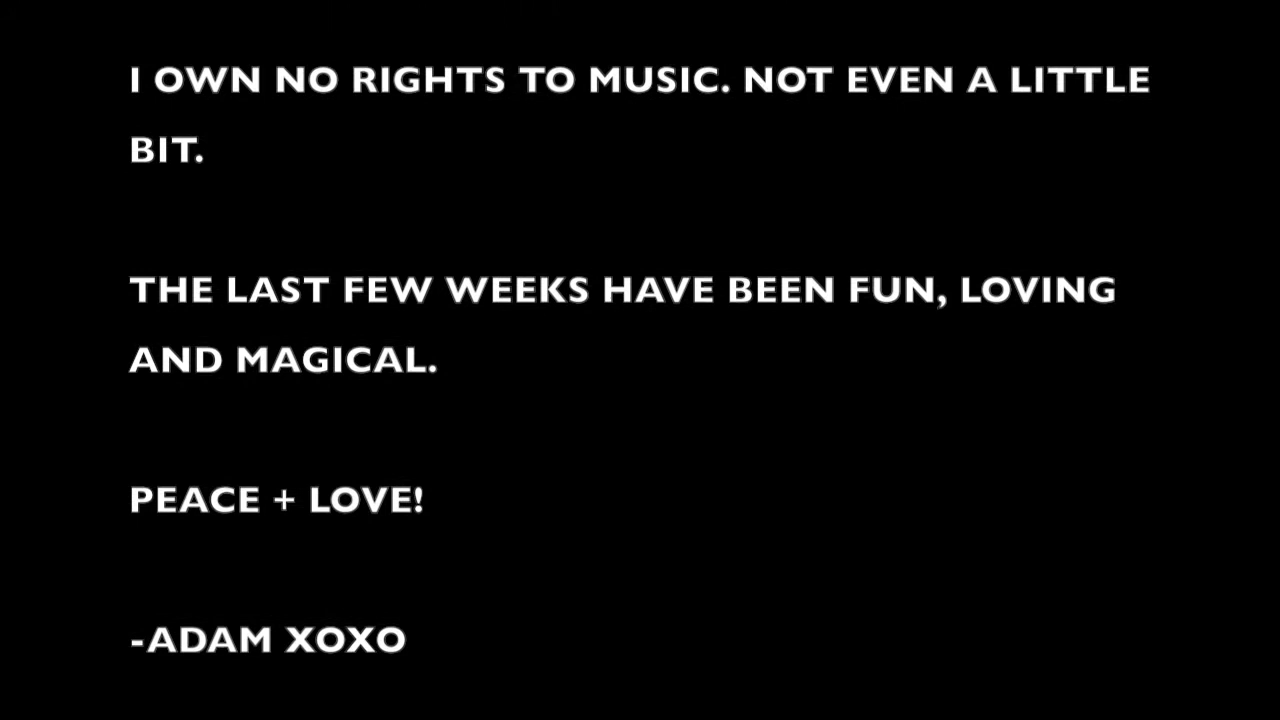 I OWN NO RIGHTS TO MUSIC. NOT EVEN A LITTLE
BIT.
THE LAST FEW WEEKS HAVE BEEN FUN, LOVING
AND MAGICAL.
PEACE + LOVE!
-ADAM XOXO